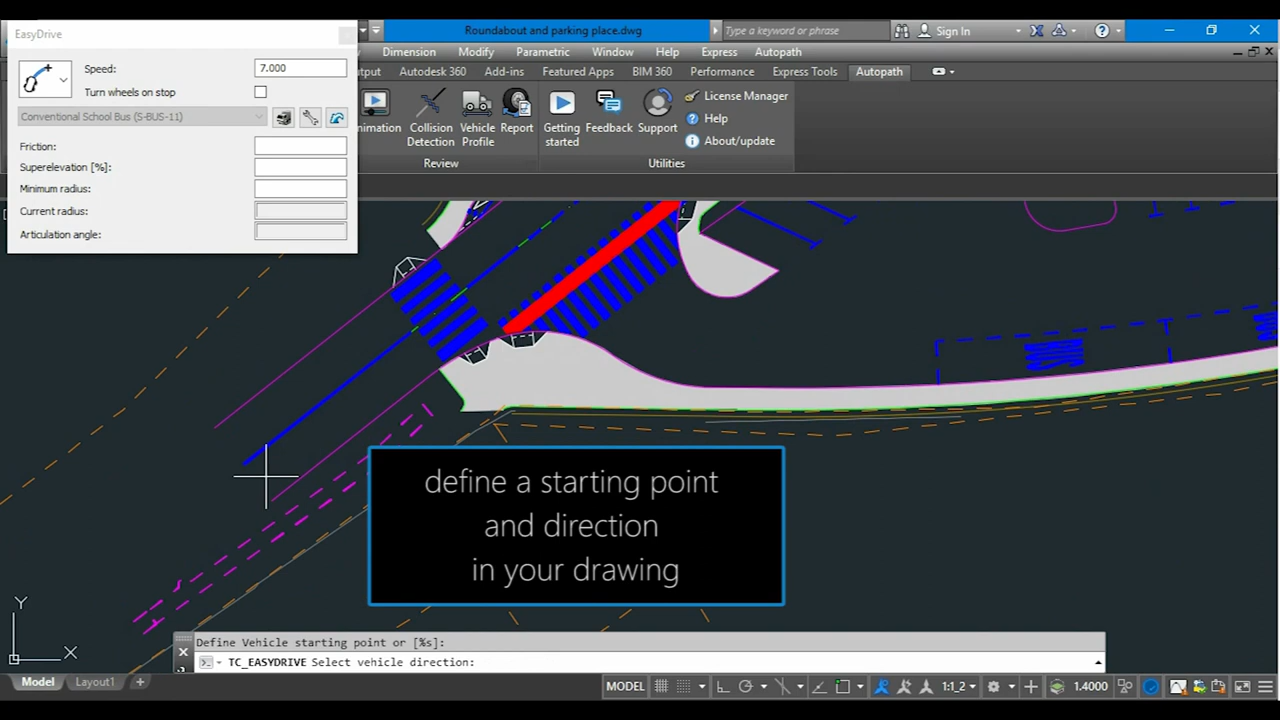 EasyDrive
Roundabout and parking place.dwg
Type a keyword or phrase
Sign In
Dimension Modify Parametric Window Help Express Autopath
Speed: 7.000
utput Autodesk 360 Add-ins Featured Apps BIM 360 Performance Express Tools Autopath
Turn wheels on stop
Conventional School Bus (S-BUS-11)
nimation Collision Detection Vehicle Profile Report Getting started Feedback Support License Manager
Help
About/update
Friction:
Superelevation [%]:
Review Utilities
Minimum radius:
Current radius:
Articulation angle:
define a starting point
and direction
in your drawing
Y
X
Define Vehicle starting point or [%s]:
TC_EASYDRIVE Select vehicle direction:
Model Layout1 + MODEL 1:1_2 1.4000